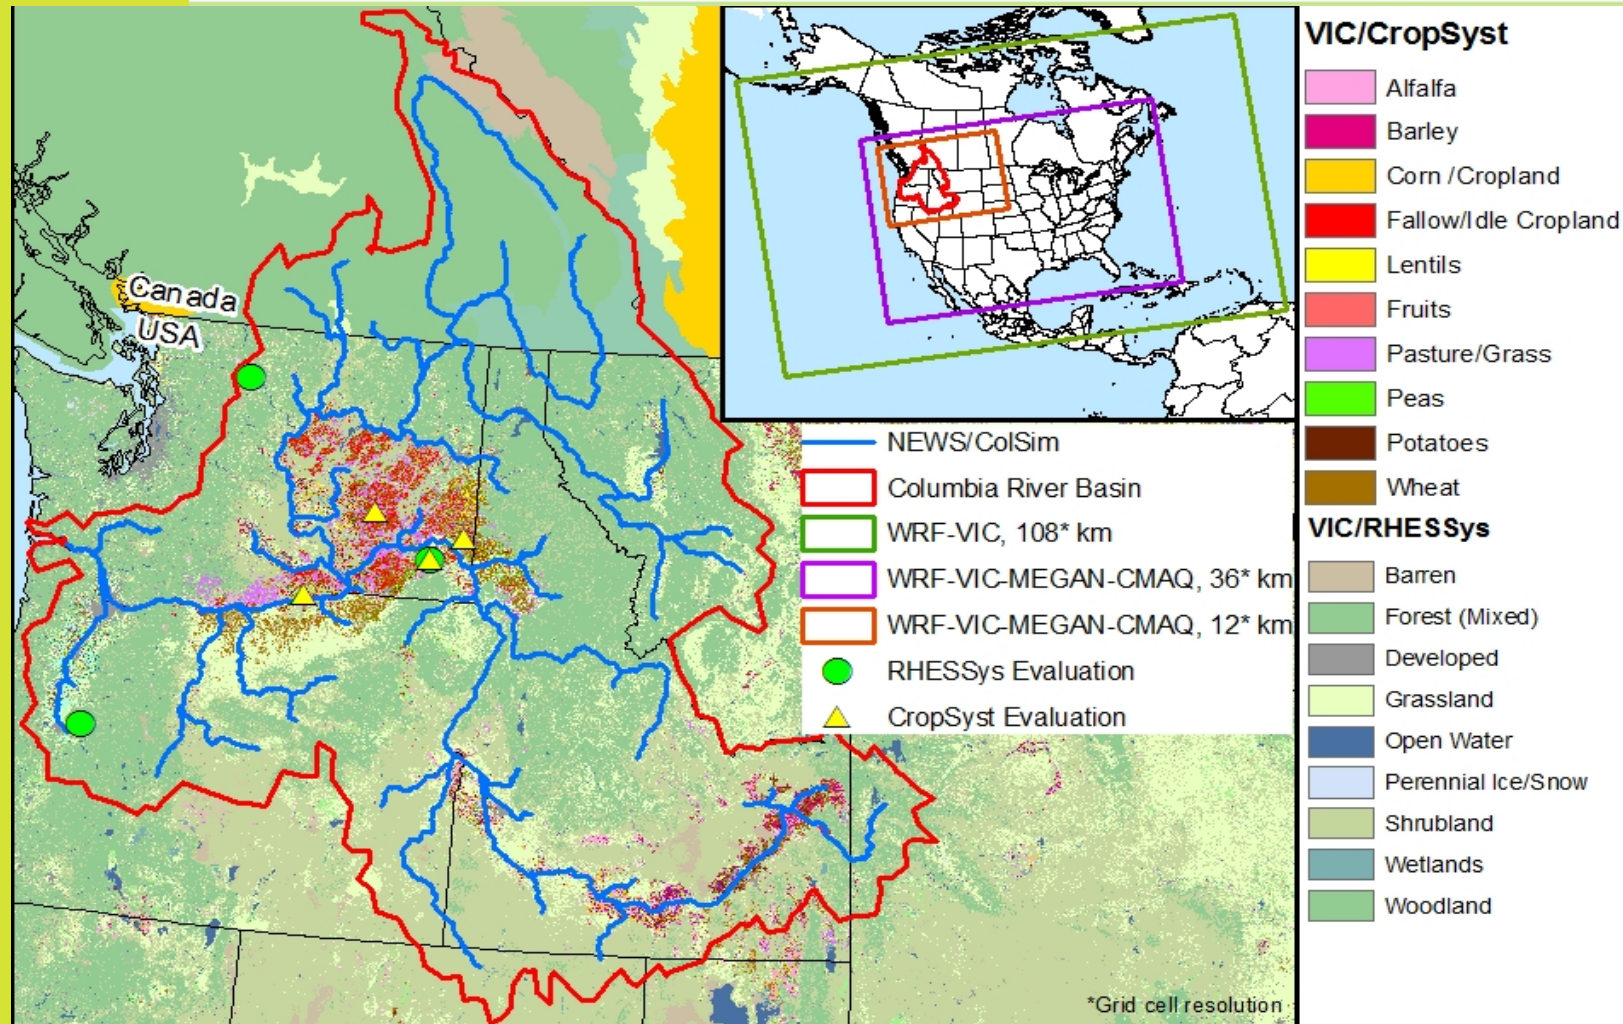 Canada
USA
NEWS/ColSim
Columbia River Basin
WRF-VIC, 108* km
WRF-VIC-MEGAN-CMAQ, 36* km
WRF-VIC-MEGAN-CMAQ, 12* km
RHESSys Evaluation
CropSyst Evaluation
*Grid cell resolution
VIC/CropSyst
Alfalfa
Barley
Corn /Cropland
Fallow/Idle Cropland
Lentils
Fruits
Pasture/Grass
Peas
Potatoes
Wheat
VIC/RHESSys
Barren
Forest (Mixed)
Developed
Grassland
Open Water
Perennial Ice/Snow
Shrubland
Wetlands
Woodland